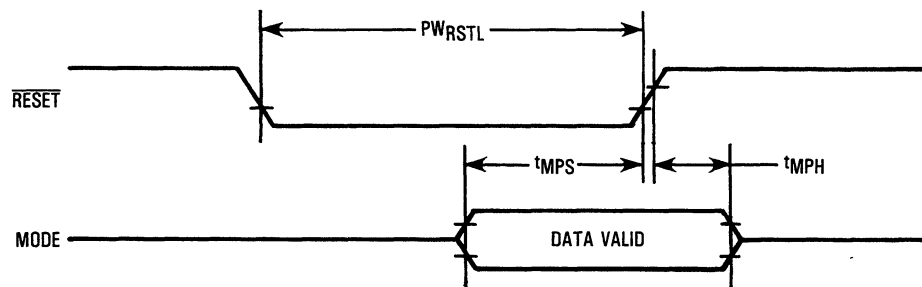 PWRSTL
RESET
tMPS
tMPH
MODE
DATA VALID